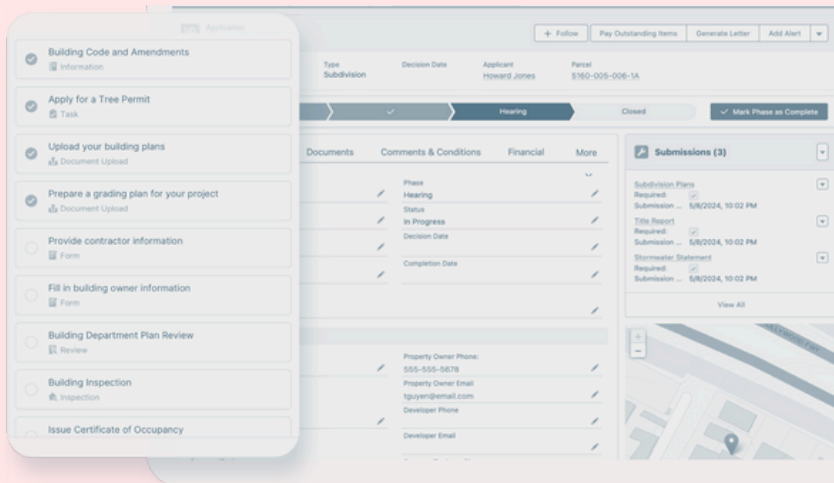 Building Code and Amendments
Information
Apply for a Tree Permit
Task
Upload your building plans
Document Upload
Prepare a grading plan for your project
Document Upload
Provide contractor information
Form
Fill in building owner information
Form
Building Department Plan Review
Review
Building Inspection
Inspection
Issue Certificate of Occupancy
Application
+ Follow
Pay Outstanding Items
Generate Letter
Add Alert
Type
Decision Date
Applicant
Parcel
Subdivision
Howard Jones
5160-005-006-1A
Hearing
Closed
Mark Phase as Complete
Documents
Comments & Conditions
Financial
More
Phase
Hearing
Status
In Progress
Decision Date
Completion Date
Property Owner Phone:
555-555-5678
Property Owner Email
tguyen@email.com
Developer Phone
Developer Email
Submissions (3)
Subdivision Plans
Required:
Submission ... 5/8/2024, 10:02 PM
Title Report
Required:
Submission ... 5/8/2024, 10:02 PM
Stormwater Statement
Required:
Submission ... 5/8/2024, 10:02 PM
View All